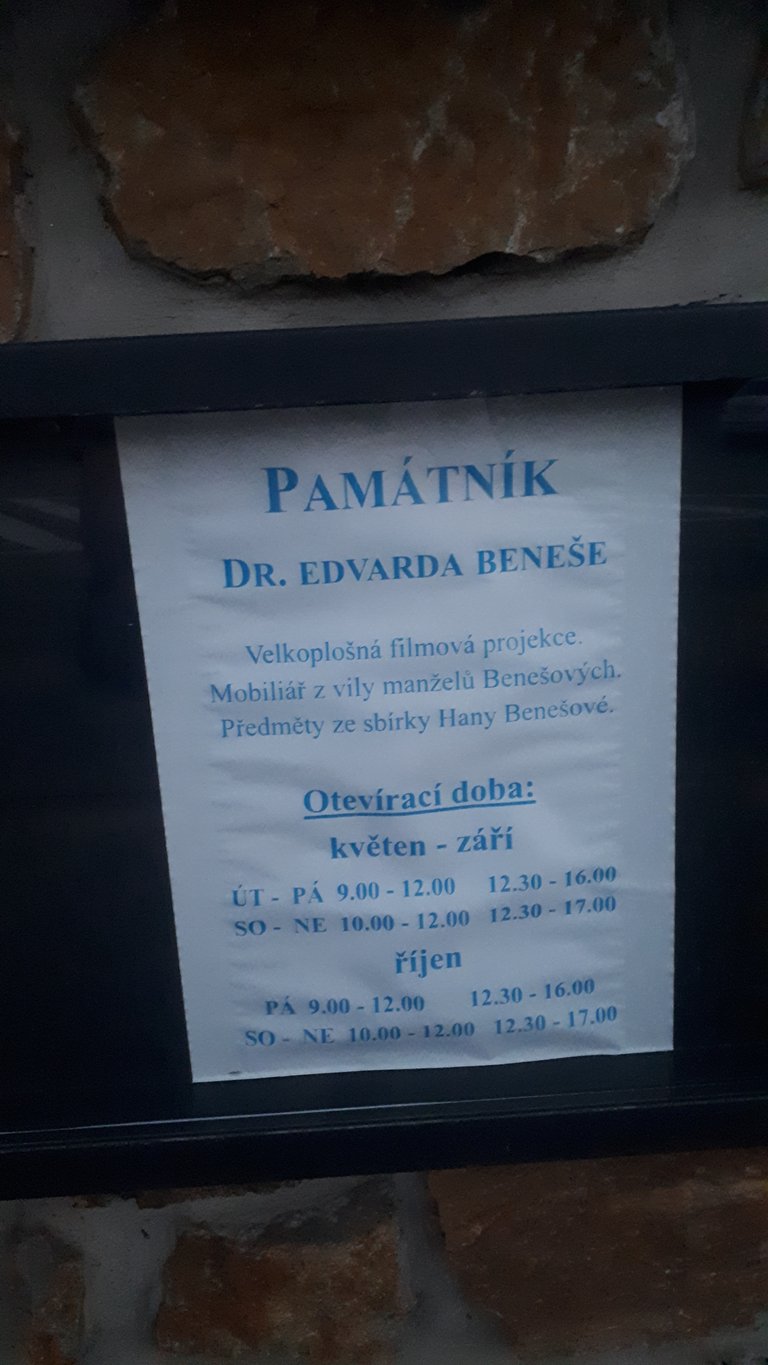 PAMÁTNÍK
DR. EDVARDA BENEŠE
Velkoplošná filmová projekce.
Mobiliář z vily manželů Benešových.
Předměty ze sbírky Hany Benešové.
Otevírací doba:
květen - září
ÚT - PÁ 9.00 - 12.00 12.30 - 16.00
SO - NE 10.00 - 12.00 12.30 - 17.00
říjen
PÁ 9.00 - 12.00 12.30 - 16.00
SO - NE 10.00 - 12.00 12.30 - 17.00